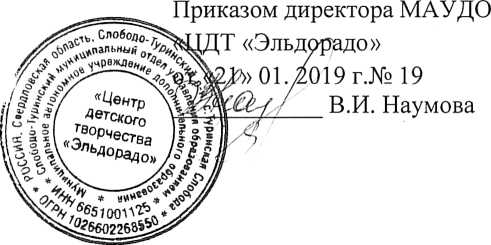 Приказом директора МАУДО
«ЦДТ «Эльдорадо»
от «21» 01. 2019 г.№ 19
В.И. Наумова
РОССИЯ, Свердловская область, Слободо-Туринский
Слободо-Туринский муниципальный отдел управления образованием
Муниципальное автономное учреждение дополнительного образования
«Центр
детского
творчества
«Эльдорадо»
ИНН 6651001125
ОГРН 1026602268550